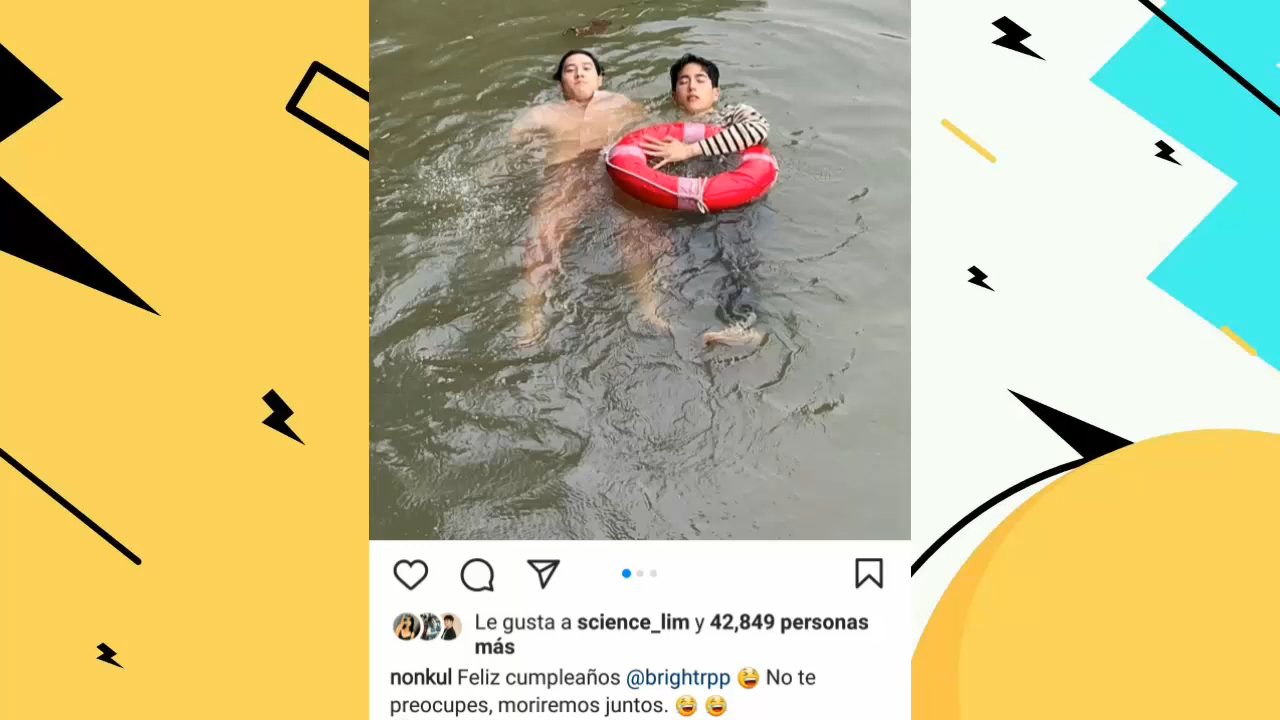 Le gusta a science_lim y 42,849 personas
más
nonkul Feliz cumpleaños @brightrpp 😆 No te
preocupes, moriremos juntos. 😆 😆